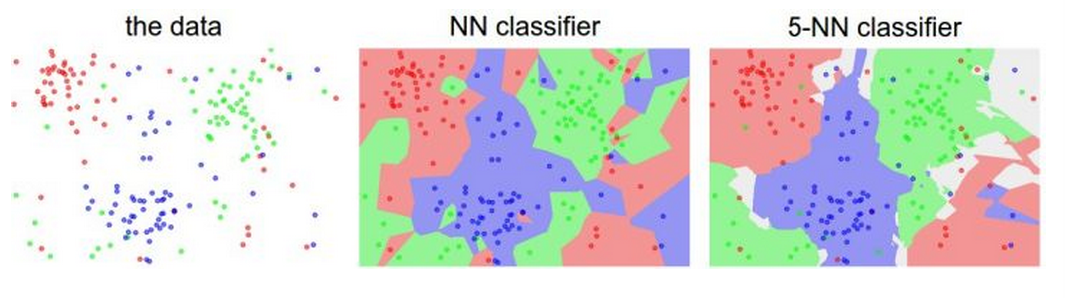 the data
NN classifier
5-NN classifier